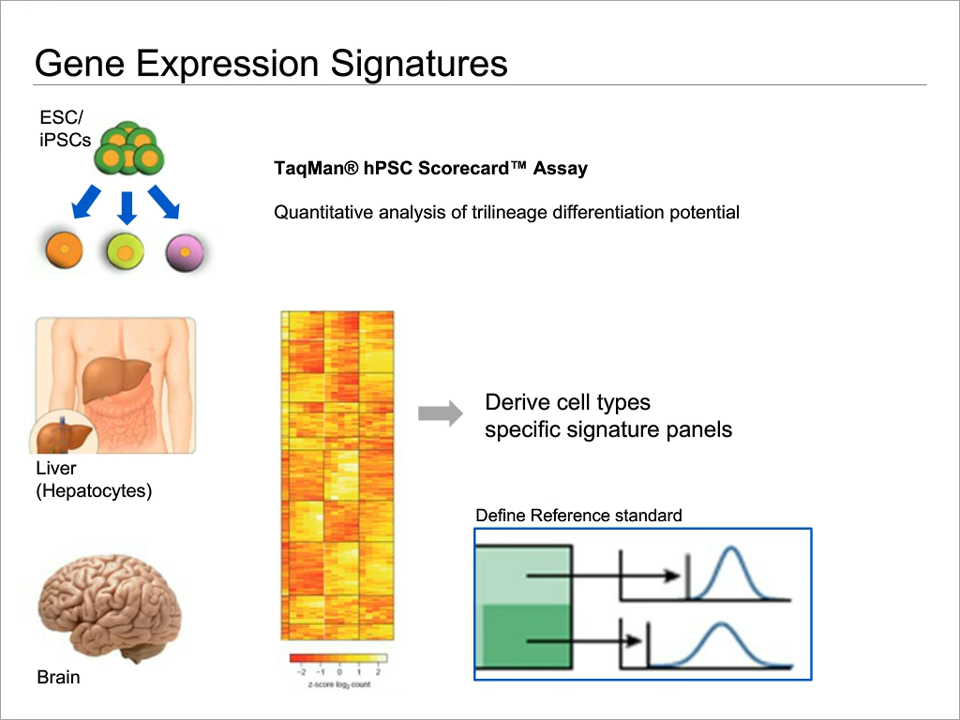 Gene Expression Signatures
ESC/
iPSCs
TaqMan® hPSC Scorecard™ Assay
Quantitative analysis of trilineage differentiation potential
Derive cell types
specific signature panels
Liver
(Hepatocytes)
Define Reference standard
Brain
−2 −1 0 1 2
z-score log2 count